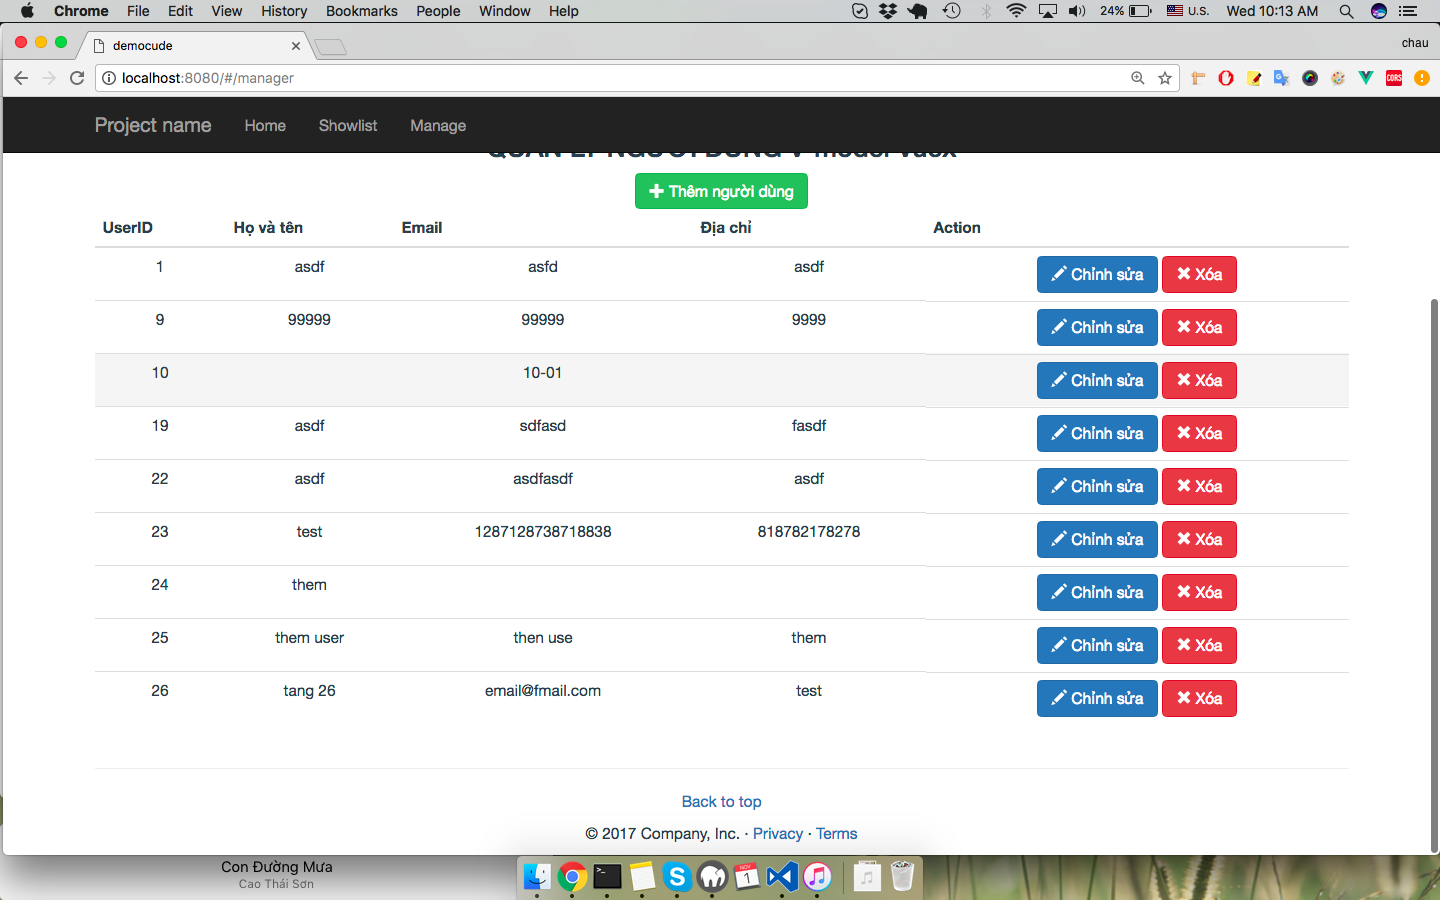 Chrome File Edit View History Bookmarks People Window Help 24% U.S. Wed 10:13 AM
democude chau
localhost:8080/#/manager CORS
Project name Home Showlist Manage
Thêm người dùng
UserID Họ và tên Email Địa chỉ Action
1 asdf asfd asdf Chỉnh sửa Xóa
9 99999 99999 9999 Chỉnh sửa Xóa
10 10-01 Chỉnh sửa Xóa
19 asdf sdfasd fasdf Chỉnh sửa Xóa
22 asdf asdfasdf asdf Chỉnh sửa Xóa
23 test 1287128738718838 818782178278 Chỉnh sửa Xóa
24 them Chỉnh sửa Xóa
25 them user then use them Chỉnh sửa Xóa
26 tang 26 email@fmail.com test Chỉnh sửa Xóa
Back to top
© 2017 Company, Inc. · Privacy · Terms
Con Đường Mưa
Cao Thái Sơn
NOV
1